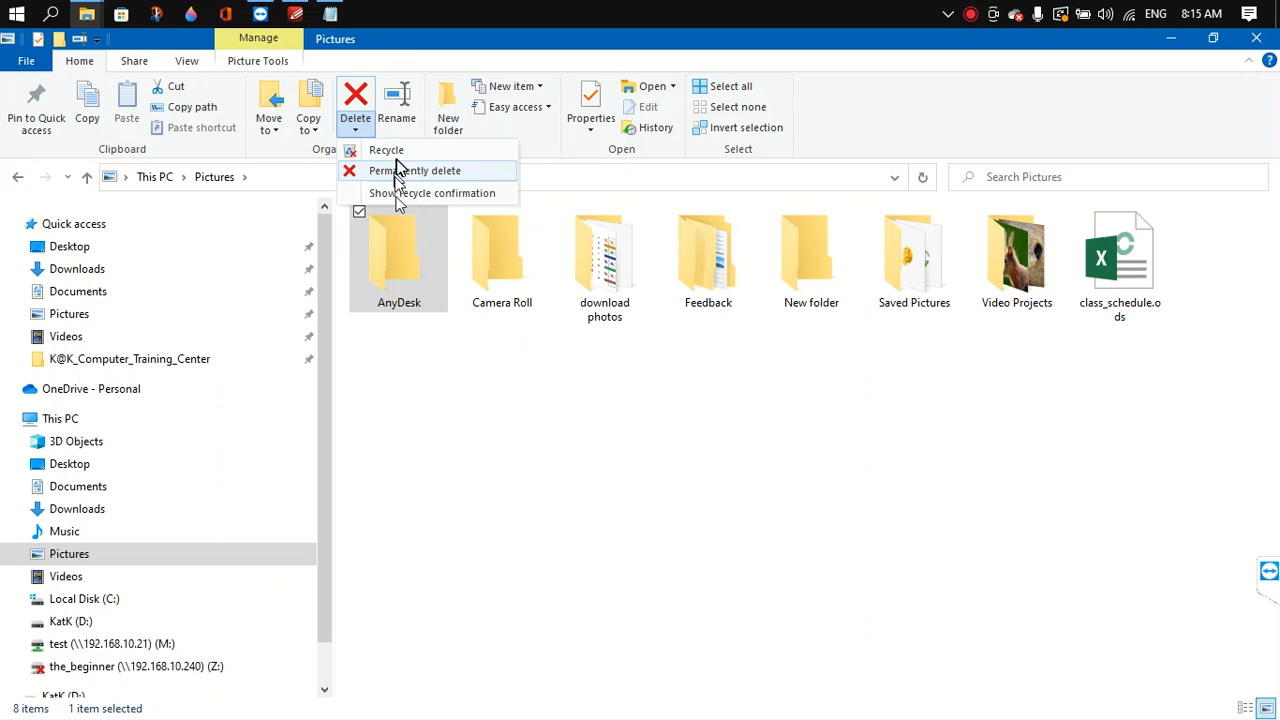 ENG 8:15 AM
Manage Pictures
File Home Share View Picture Tools
Pin to Quick access
Copy
Paste
Cut
Copy path
Paste shortcut
Clipboard
Move to
Copy to
Delete
Rename
New folder
New item
Easy access
Properties
Open
Edit
History
Open
Select all
Select none
Invert selection
Select
Recycle
Permanently delete
Show recycle confirmation
This PC Pictures
Search Pictures
Quick access
Desktop
Downloads
Documents
Pictures
Videos
K@K_Computer_Training_Center
OneDrive - Personal
This PC
3D Objects
Desktop
Documents
Downloads
Music
Pictures
Videos
Local Disk (C:)
KatK (D:)
test (\\192.168.10.21) (M:)
the_beginner (\\192.168.10.240) (Z:)
KatK (D:)
AnyDesk
Camera Roll
download photos
Feedback
New folder
Saved Pictures
Video Projects
class_schedule.o
ds
8 items 1 item selected